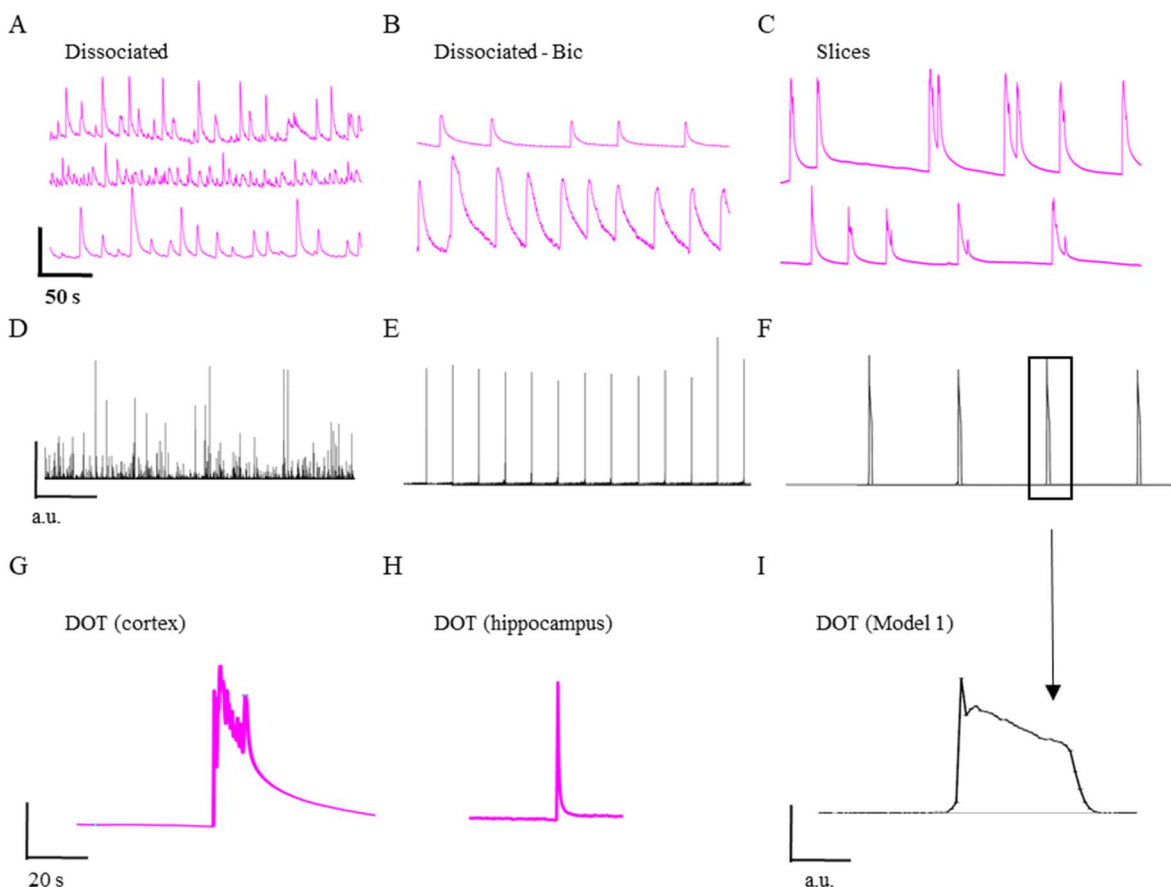 A
Dissociated
B
Dissociated - Bic
C
Slices
50 s
D
E
F
a.u.
G
DOT (cortex)
H
DOT (hippocampus)
I
DOT (Model 1)
20 s
a.u.